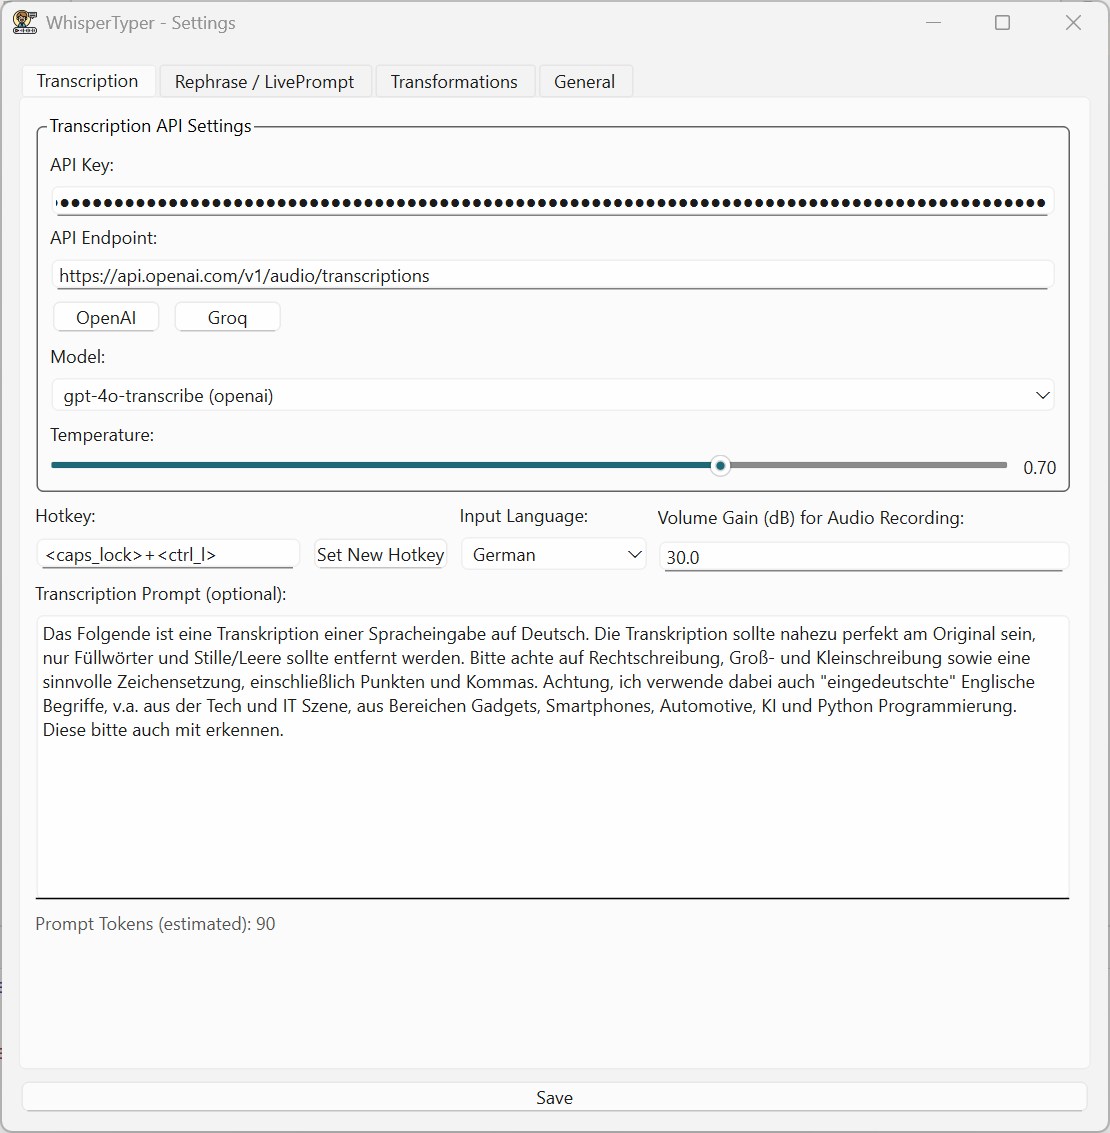 WhisperTyper - Settings
Transcription
Rephrase / LivePrompt
Transformations
General
Transcription API Settings
API Key:
API Endpoint:
https://api.openai.com/v1/audio/transcriptions
OpenAI
Groq
Model:
gpt-4o-transcribe (openai)
Temperature:
0.70
Hotkey:
<caps_lock>+<ctrl_l>
Set New Hotkey
Input Language:
German
Volume Gain (dB) for Audio Recording:
30.0
Transcription Prompt (optional):
Das Folgende ist eine Transkription einer Spracheingabe auf Deutsch. Die Transkription sollte nahezu perfekt am Original sein,
nur Füllwörter und Stille/Leere sollte entfernt werden. Bitte achte auf Rechtschreibung, Groß- und Kleinschreibung sowie eine
sinnvolle Zeichensetzung, einschließlich Punkten und Kommas. Achtung, ich verwende dabei auch "eingedeutschte" Englische
Begriffe, v.a. aus der Tech und IT Szene, aus Bereichen Gadgets, Smartphones, Automotive, KI und Python Programmierung.
Diese bitte auch mit erkennen.
Prompt Tokens (estimated): 90
Save